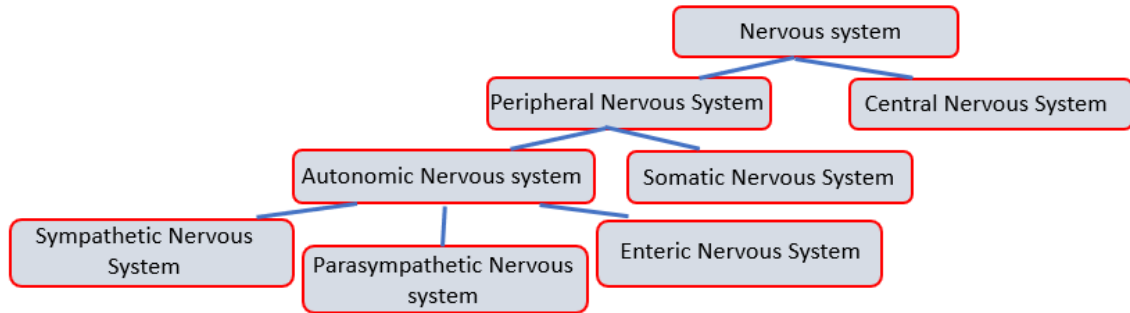 Nervous system
Peripheral Nervous System
Central Nervous System
Autonomic Nervous system
Somatic Nervous System
Sympathetic Nervous
System
Parasympathetic Nervous
system
Enteric Nervous System